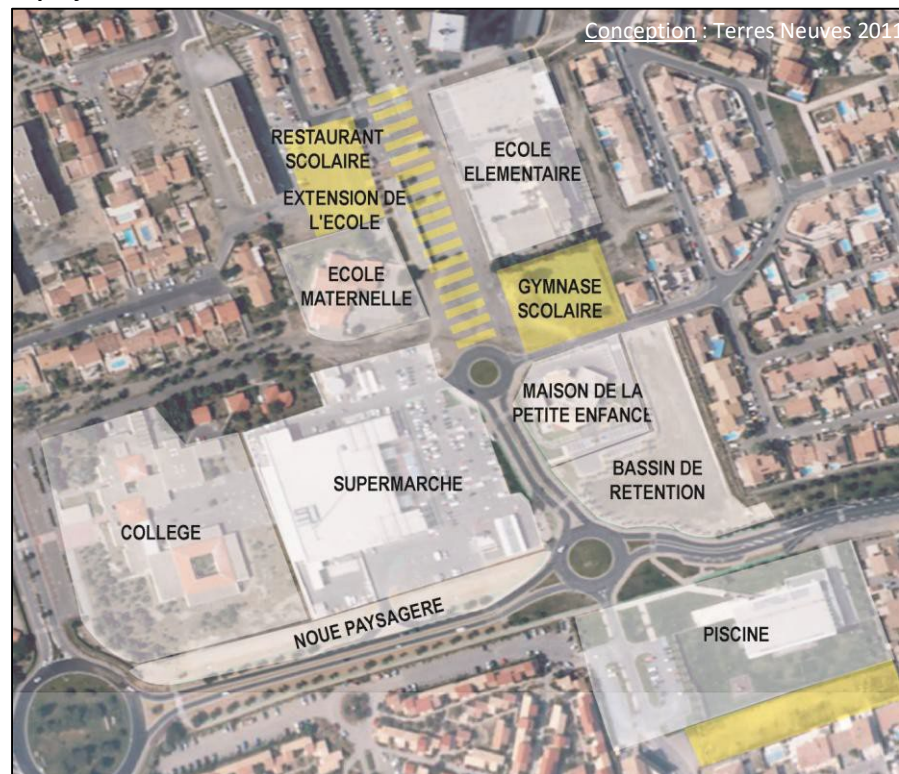 Conception : Terres Neuves 2011
RESTAURANT
SCOLAIRE
EXTENSION DE
L'ECOLE
ECOLE
ELEMENTAIRE
ECOLE
MATERNELLE
GYMNASE
SCOLAIRE
MAISON DE LA
PETITE ENFANCE
SUPERMARCHE
BASSIN DE
RETENTION
COLLEGE
NOUE PAYSAGERE
PISCINE